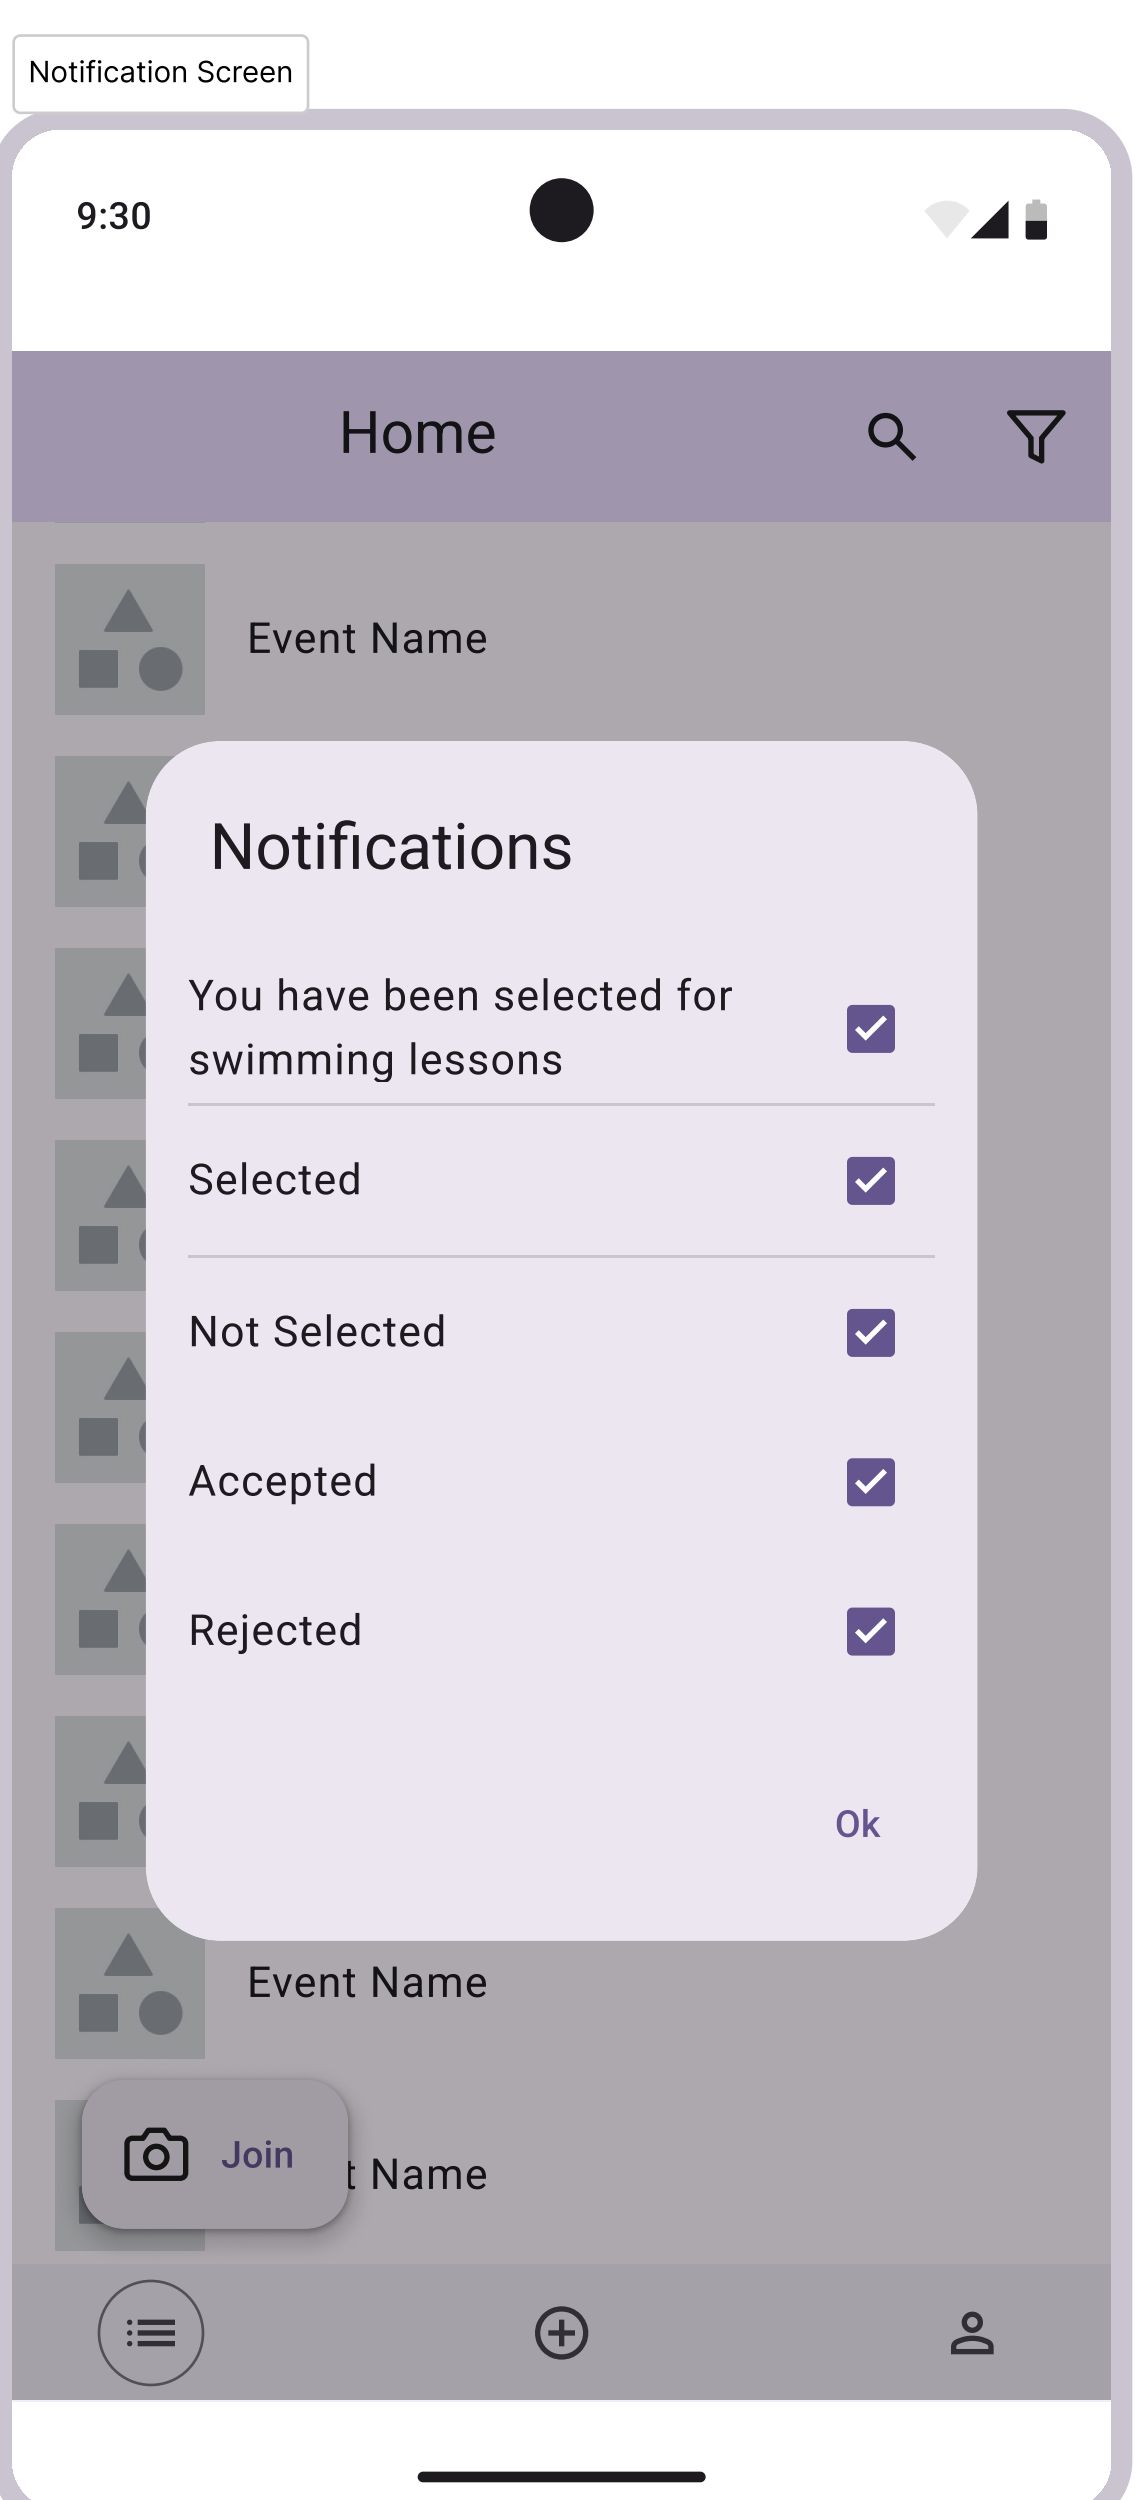 Notification Screen
9:30
Home
Event Name
Notifications
You have been selected for
swimming lessons
Selected
Not Selected
Accepted
Rejected
Ok
Event Name
Join
Name